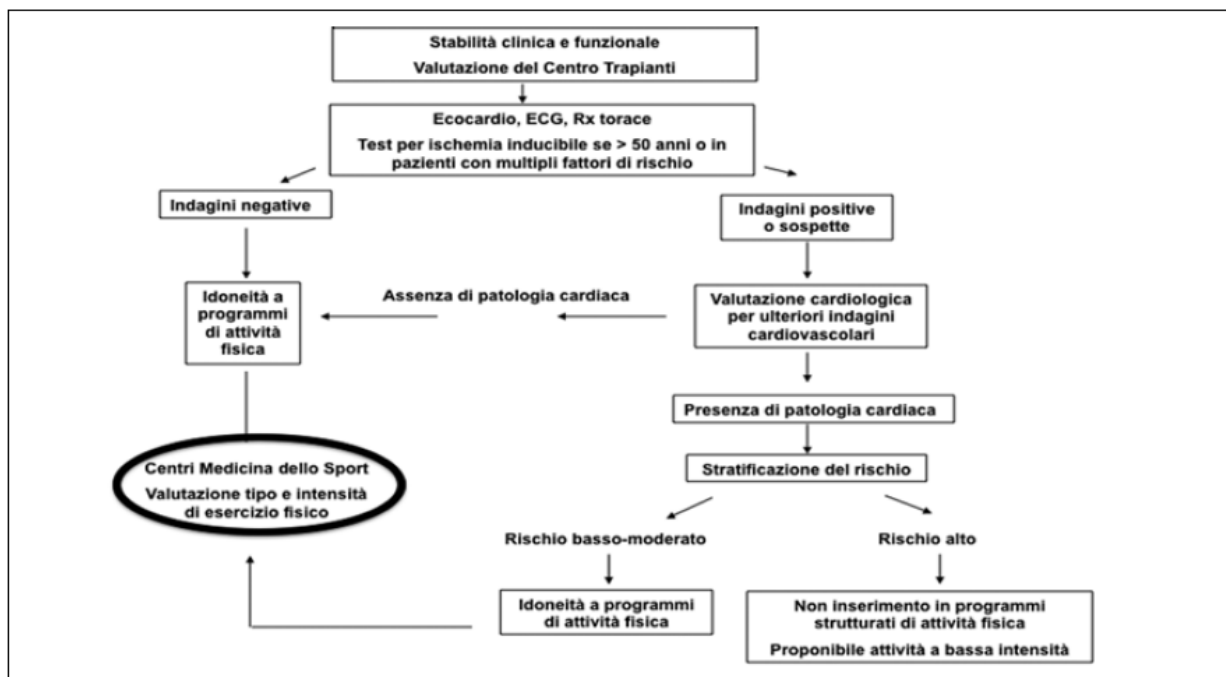 Stabilità clinica e funzionale
Valutazione del Centro Trapianti
Ecocardio, ECG, Rx torace
Test per ischemia inducibile se > 50 anni o in
pazienti con multipli fattori di rischio
Indagini negative
Indagini positive
o sospette
Idoneità a
programmi
di attività
fisica
Assenza di patologia cardiaca
Valutazione cardiologica
per ulteriori indagini
cardiovascolari
Presenza di patologia cardiaca
Centri Medicina dello Sport
Valutazione tipo e intensità
di esercizio fisico
Stratificazione del rischio
Rischio basso-moderato
Rischio alto
Idoneità a programmi
di attività fisica
Non inserimento in programmi
strutturati di attività fisica
Proponibile attività a bassa intensità